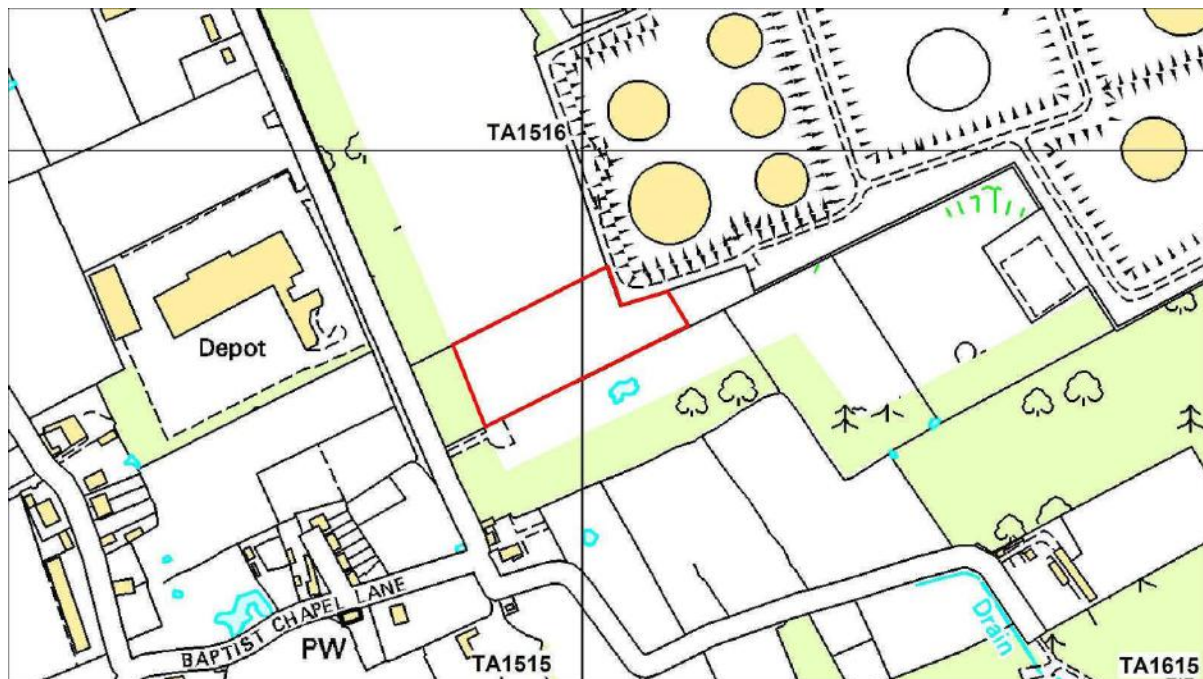 TA1516
Depot
BAPTIST CHAPEL LANE
PW
Drain
TA1515
TA1615